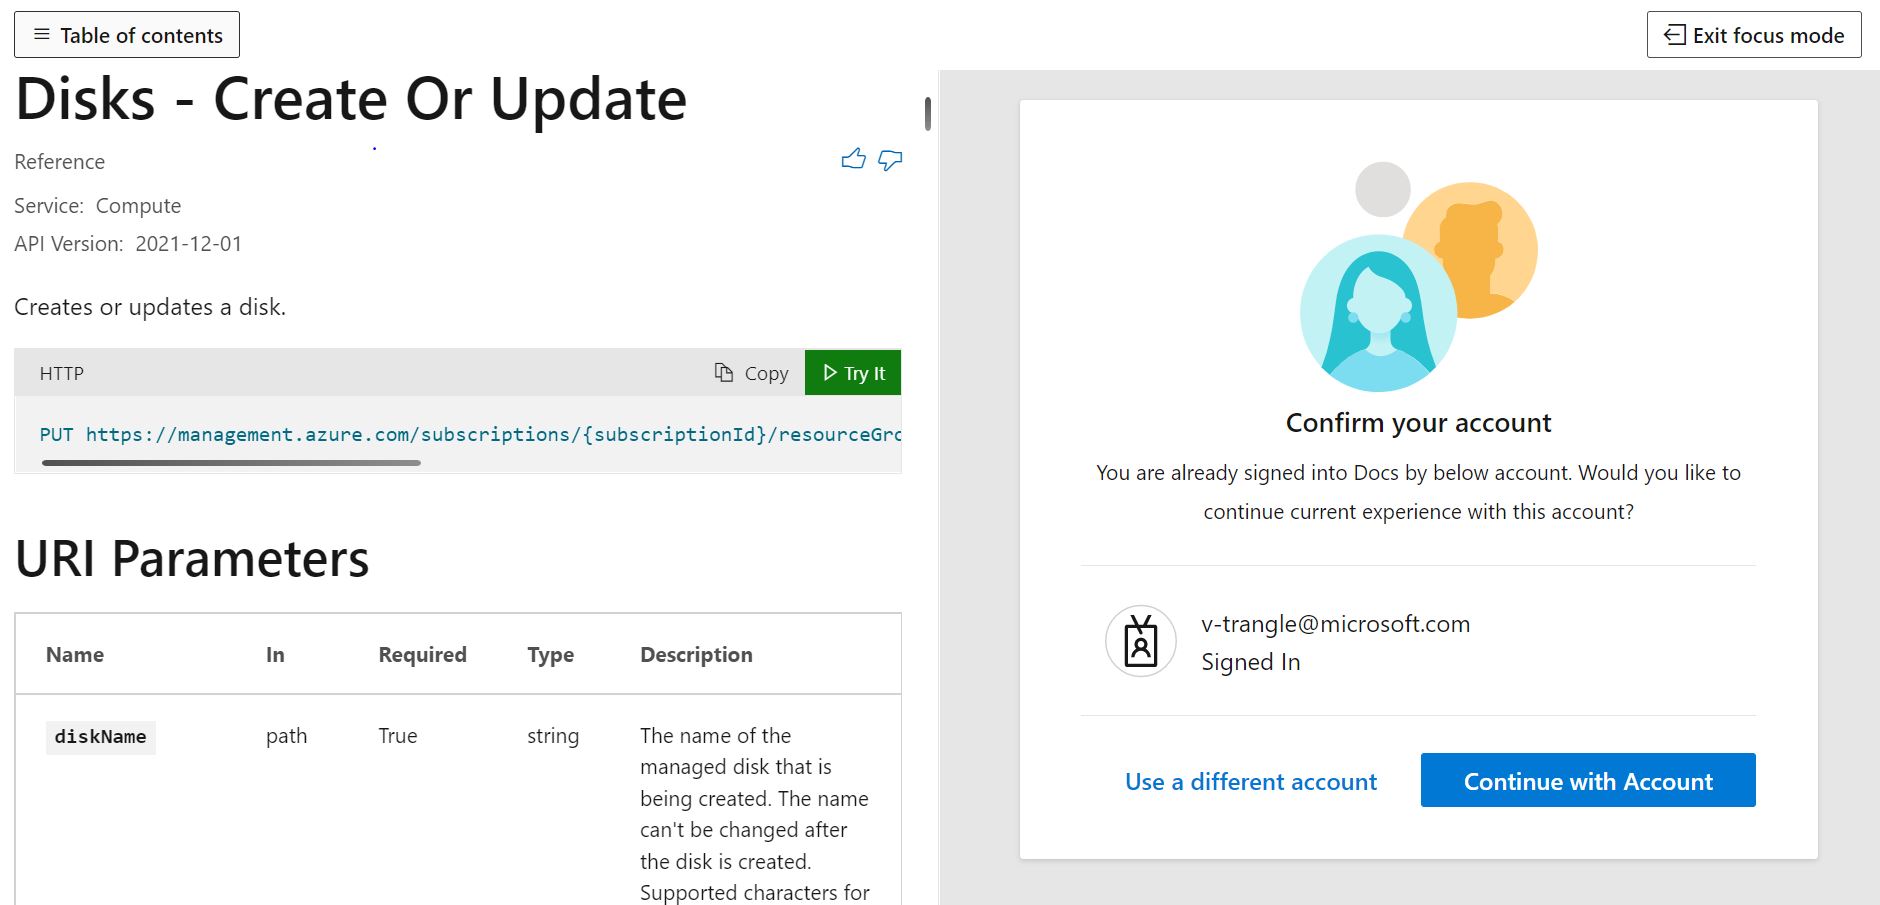 Table of contents
Exit focus mode
Disks - Create Or Update
Reference
Service: Compute
API Version: 2021-12-01
Creates or updates a disk.
HTTP
Copy
Try It
PUT https://management.azure.com/subscriptions/{subscriptionId}/resourceGro
URI Parameters
Name In Required Type Description
diskName path True string The name of the
managed disk that is
being created. The name
can't be changed after
the disk is created.
Supported characters for
Confirm your account
You are already signed into Docs by below account. Would you like to
continue current experience with this account?
v-trangle@microsoft.com
Signed In
Use a different account
Continue with Account